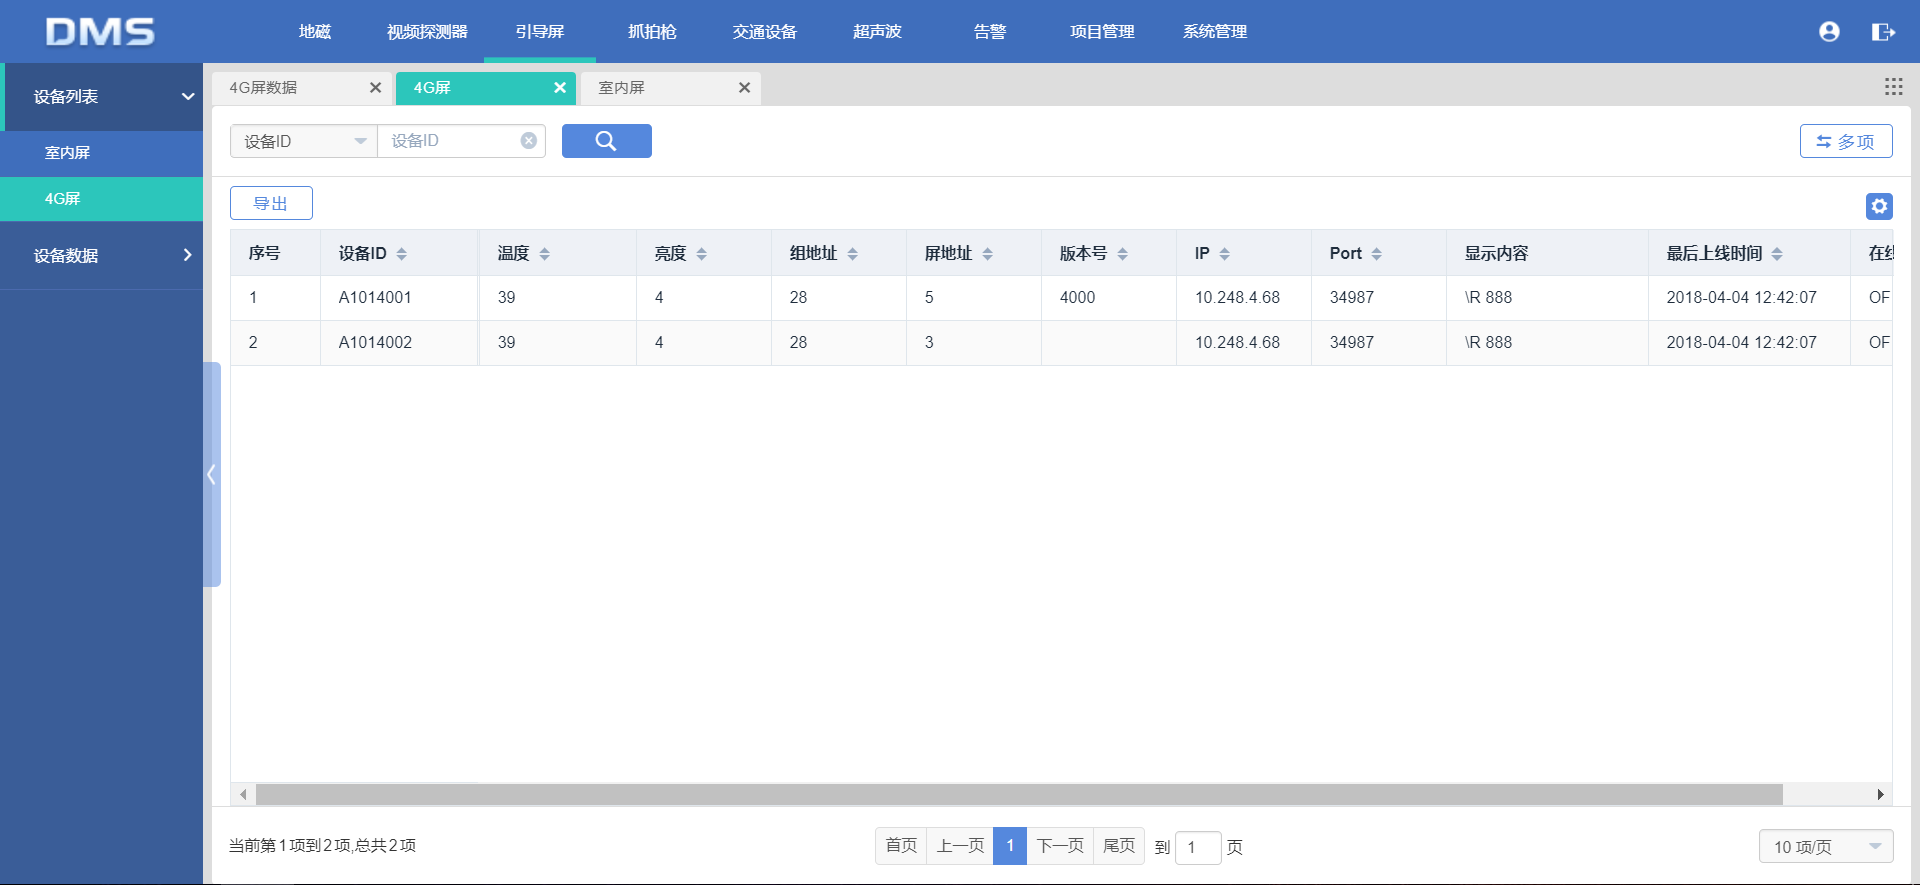 DMS 地磁 视频探测器 引导屏 抓拍枪 交通设备 超声波 告警 项目管理 系统管理
设备列表
室内屏
4G屏
设备数据
4G屏数据 4G屏 室内屏
设备ID 设备ID 多项
导出
序号 设备ID 温度 亮度 组地址 屏地址 版本号 IP Port 显示内容 最后上线时间 在
1 A1014001 39 4 28 5 4000 10.248.4.68 34987 \R 888 2018-04-04 12:42:07 OF
2 A1014002 39 4 28 3 10.248.4.68 34987 \R 888 2018-04-04 12:42:07 OF
当前第1项到2项,总共2项 首页 上一页 1 下一页 尾页 到 1 页 10 项/页